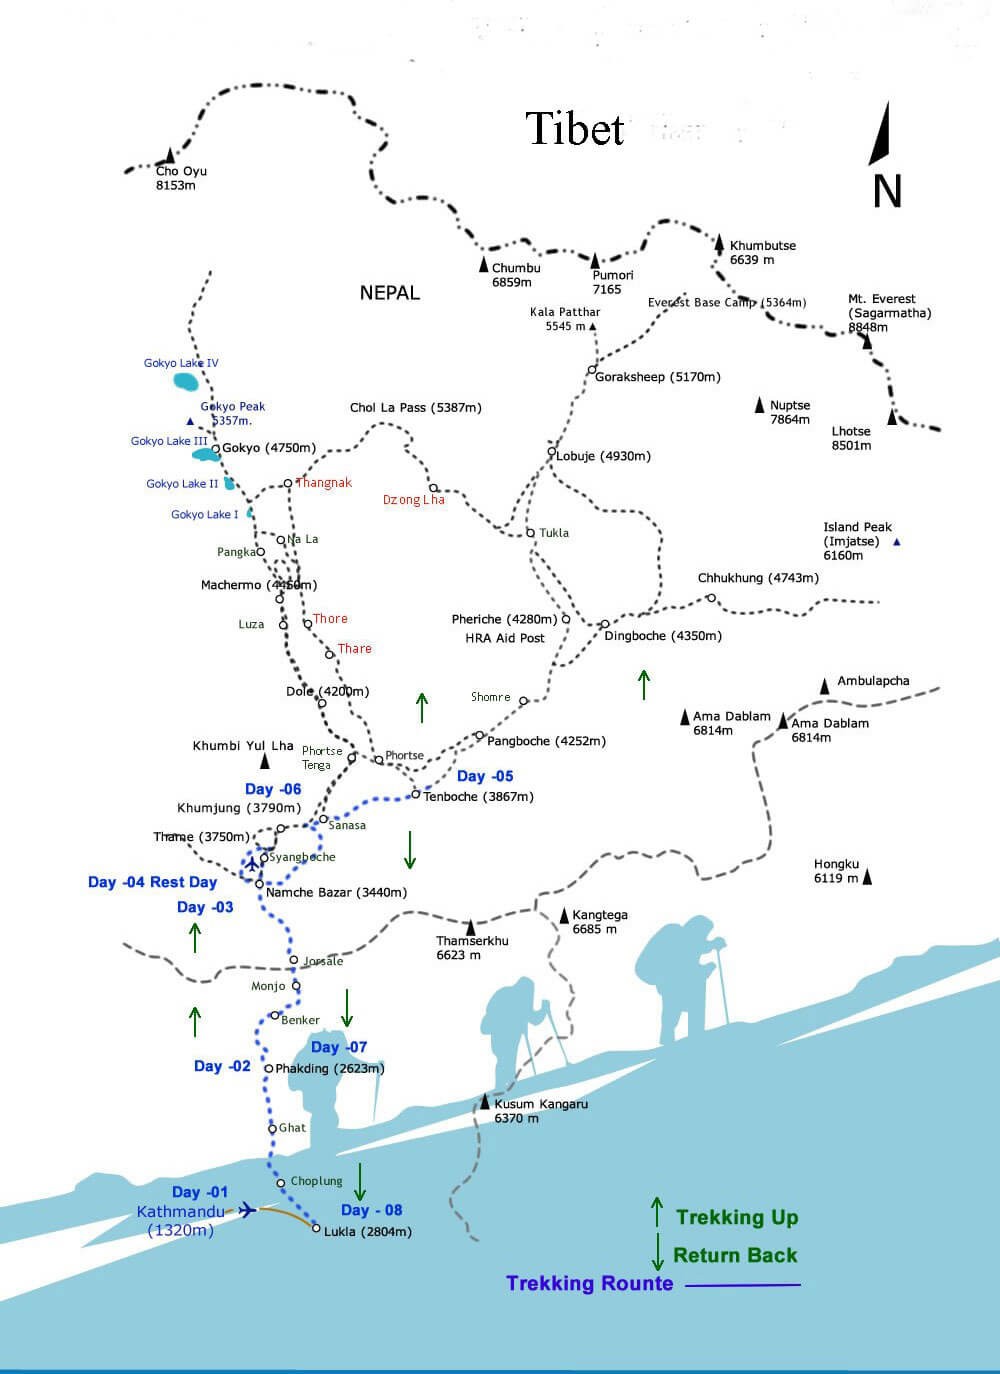 Tibet
N
Cho Oyu
8153m
Khumbutse
6639 m
Chumbu
6859m
Pumori
7165
NEPAL
Everest Base Camp (5364m)
Mt. Everest
(Sagarmatha)
8848m
Kala Patthar
5545 m
Gokyo Lake IV
Goraksheep (5170m)
Gokyo Peak
5357m.
Chol La Pass (5387m)
Nuptse
7864m
Lhotse
8501m
Gokyo Lake III
Gokyo (4750m)
Lobuje (4930m)
Gokyo Lake II
Thangnak
Dzong Lha
Gokyo Lake I
Island Peak
(Imjatse)
6160m
Tukla
Na La
Pangka
Machermo (4450m)
Chhukhung (4743m)
Luza
Thore
Pheriche (4280m)
HRA Aid Post
Dingboche (4350m)
Thare
Ambulapcha
Dole (4200m)
Shomre
Ama Dablam
6814m
Ama Dablam
6814m
Khumbi Yul Lha
Phortse
Tenga
Phortse
Pangboche (4252m)
Day -05
Day -06
Tenboche (3867m)
Khumjung (3790m)
Sanasa
Thame (3750m)
Syangboche
Hongku
6119 m
Day -04 Rest Day
Namche Bazar (3440m)
Day -03
Kangtega
6685 m
Thamserkhu
6623 m
Jorsale
Monjo
Benker
Day -07
Day -02
Phakding (2623m)
Kusum Kangaru
6370 m
Ghat
Choplung
Day -01
Kathmandu
(1320m)
Day - 08
Lukla (2804m)
Trekking Up
Return Back
Trekking Rounte